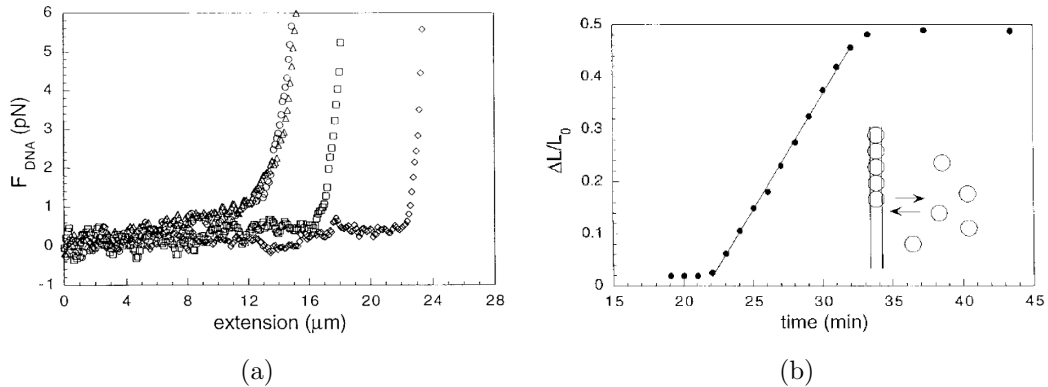 6
5
4
3
2
1
0
-1
F DNA (pN)
0 4 8 12 16 20 24 28
extension (μm)
(a)
0.5
0.4
0.3
0.2
0.1
0
ΔL/L0
15 20 25 30 35 40 45
time (min)
(b)